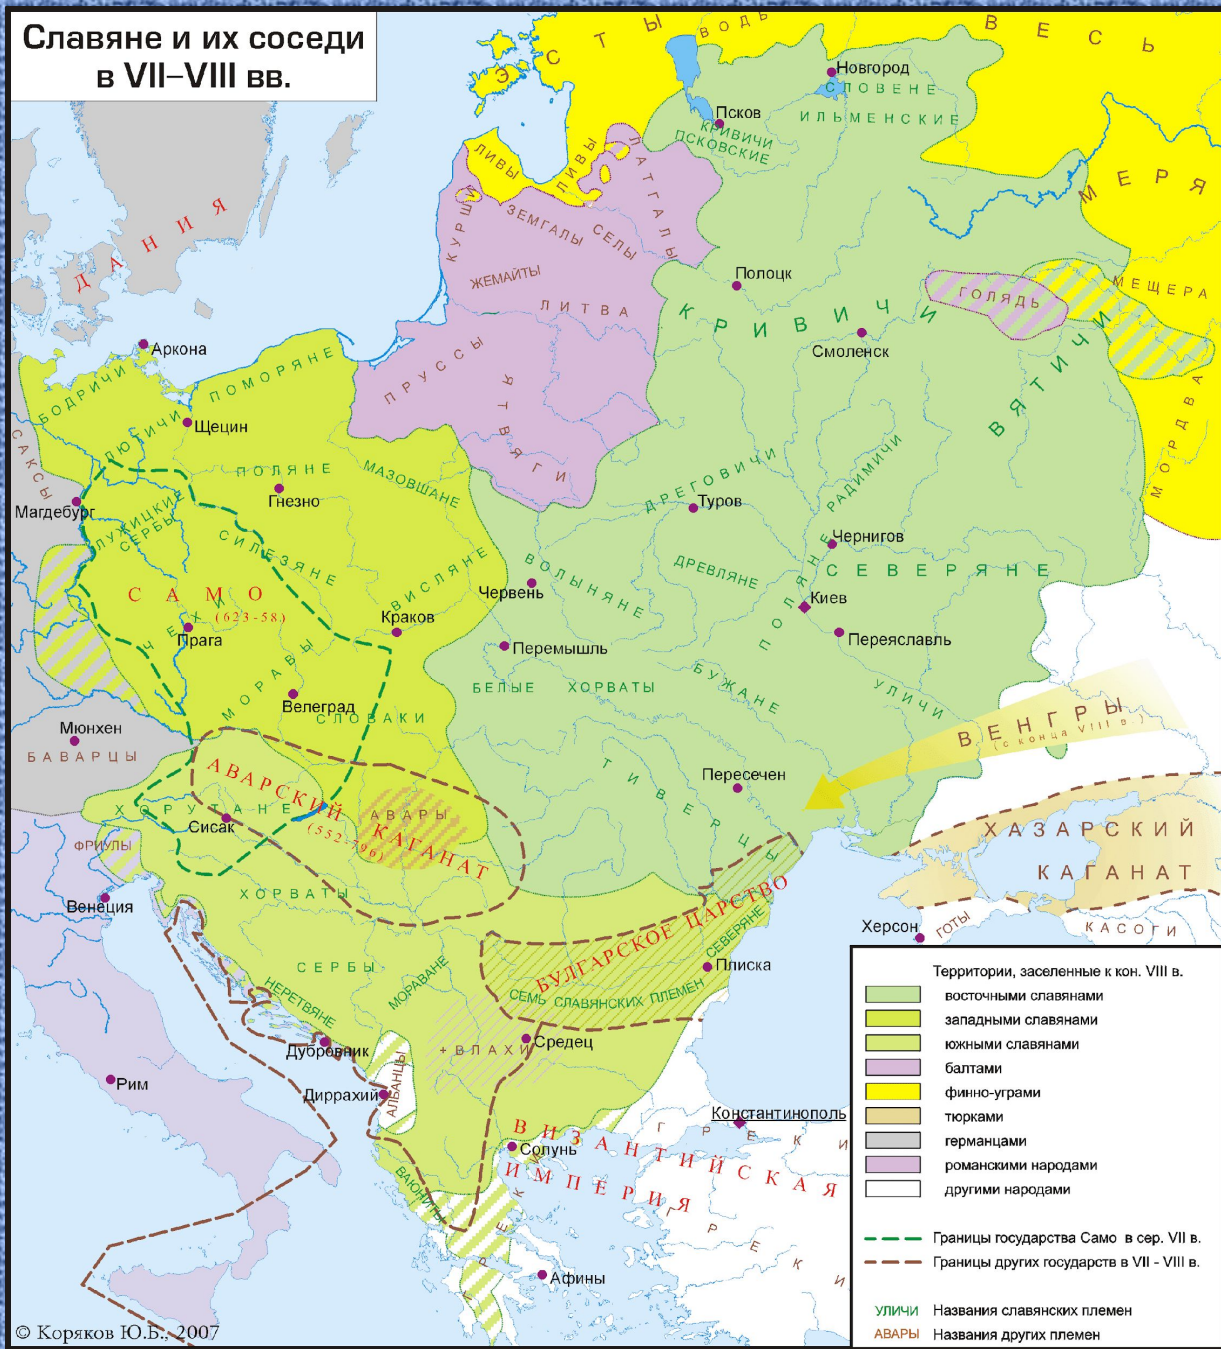 Славяне и их соседи
в VII–VIII вв.
ЭСТЫ
ВОДЬ
ВЕСЬ
Новгород
СЛОВЕНЕ
ИЛЬМЕНСКИЕ
Псков
КРИВИЧИ
ПСКОВСКИЕ
ЛИВЫ
ЛИВЫ
ЛАТГАЛЫ
МЕРЯ
КУРШИ
ЗЕМГАЛЫ
СЕЛЫ
ДАНИЯ
ЖЕМАЙТЫ
ЛИТВА
Полоцк
КРИВИЧИ
ГОЛЯДЬ
МЕЩЕРА
Смоленск
ВЯТИЧИ
МОРДВА
Аркона
ПРУССЫ
ЯТВЯГИ
БОДРИЧИ
ПОМОРЯНЕ
ЛЮТИЧИ
Щецин
САКСЫ
ПОЛЯНЕ
МАЗОВШАНЕ
Гнезно
Магдебург
ЛУЖИЦКИЕ
СЕРБЫ
СИЛЕЗЯНЕ
ДРЕГОВИЧИ
РАДИМИЧИ
Туров
Чернигов
СЕВЕРЯНЕ
ВИСЛЯНЕ
ВОЛЫНЯНЕ
ДРЕВЛЯНЕ
ПОЛЯНЕ
Киев
САМО
(623-58)
ЧЕХИ
Прага
Краков
Червень
Перемышль
Переяславль
МОРАВЫ
Велеград
СЛОВАКИ
БЕЛЫЕ ХОРВАТЫ
БУЖАНЕ
УЛИЧИ
ВЕНГРЫ
(с конца VIII в.)
Мюнхен
БАВАРЦЫ
АВАРСКИЙ КАГАНАТ
(552-796)
АВАРЫ
ТИВЕРЦЫ
Пересечен
ХОРУТАНЕ
Сисак
ФРИУЛЫ
ХАЗАРСКИЙ
КАГАНАТ
Венеция
ХОРВАТЫ
БУЛГАРСКОЕ ЦАРСТВО
СЕВЕРЯНЕ
Херсон
ГОТЫ
КАСОГИ
СЕРБЫ
МОРАВАНЕ
НЕРЕТВЯНЕ
СЕМЬ СЛАВЯНСКИХ ПЛЕМЕН
Плиска
Дубровник
+ВЛАХИ
Средец
Рим
Диррахий
АЛБАНЦЫ
Константинополь
ВИЗАНТИЙСКАЯ
ИМПЕРИЯ
ГРЕКИ
Солунь
ВАЮНИТЫ
ГРЕКИ
ГРЕКИ
Афины
Территории, заселенные к кон. VIII в.
восточными славянами
западными славянами
южными славянами
балтами
финно-уграми
тюрками
германцами
романскими народами
другими народами
Границы государства Само в сер. VII в.
Границы других государств в VII - VIII в.
УЛИЧИ Названия славянских племен
АВАРЫ Названия других племен
© Коряков Ю.Б., 2007